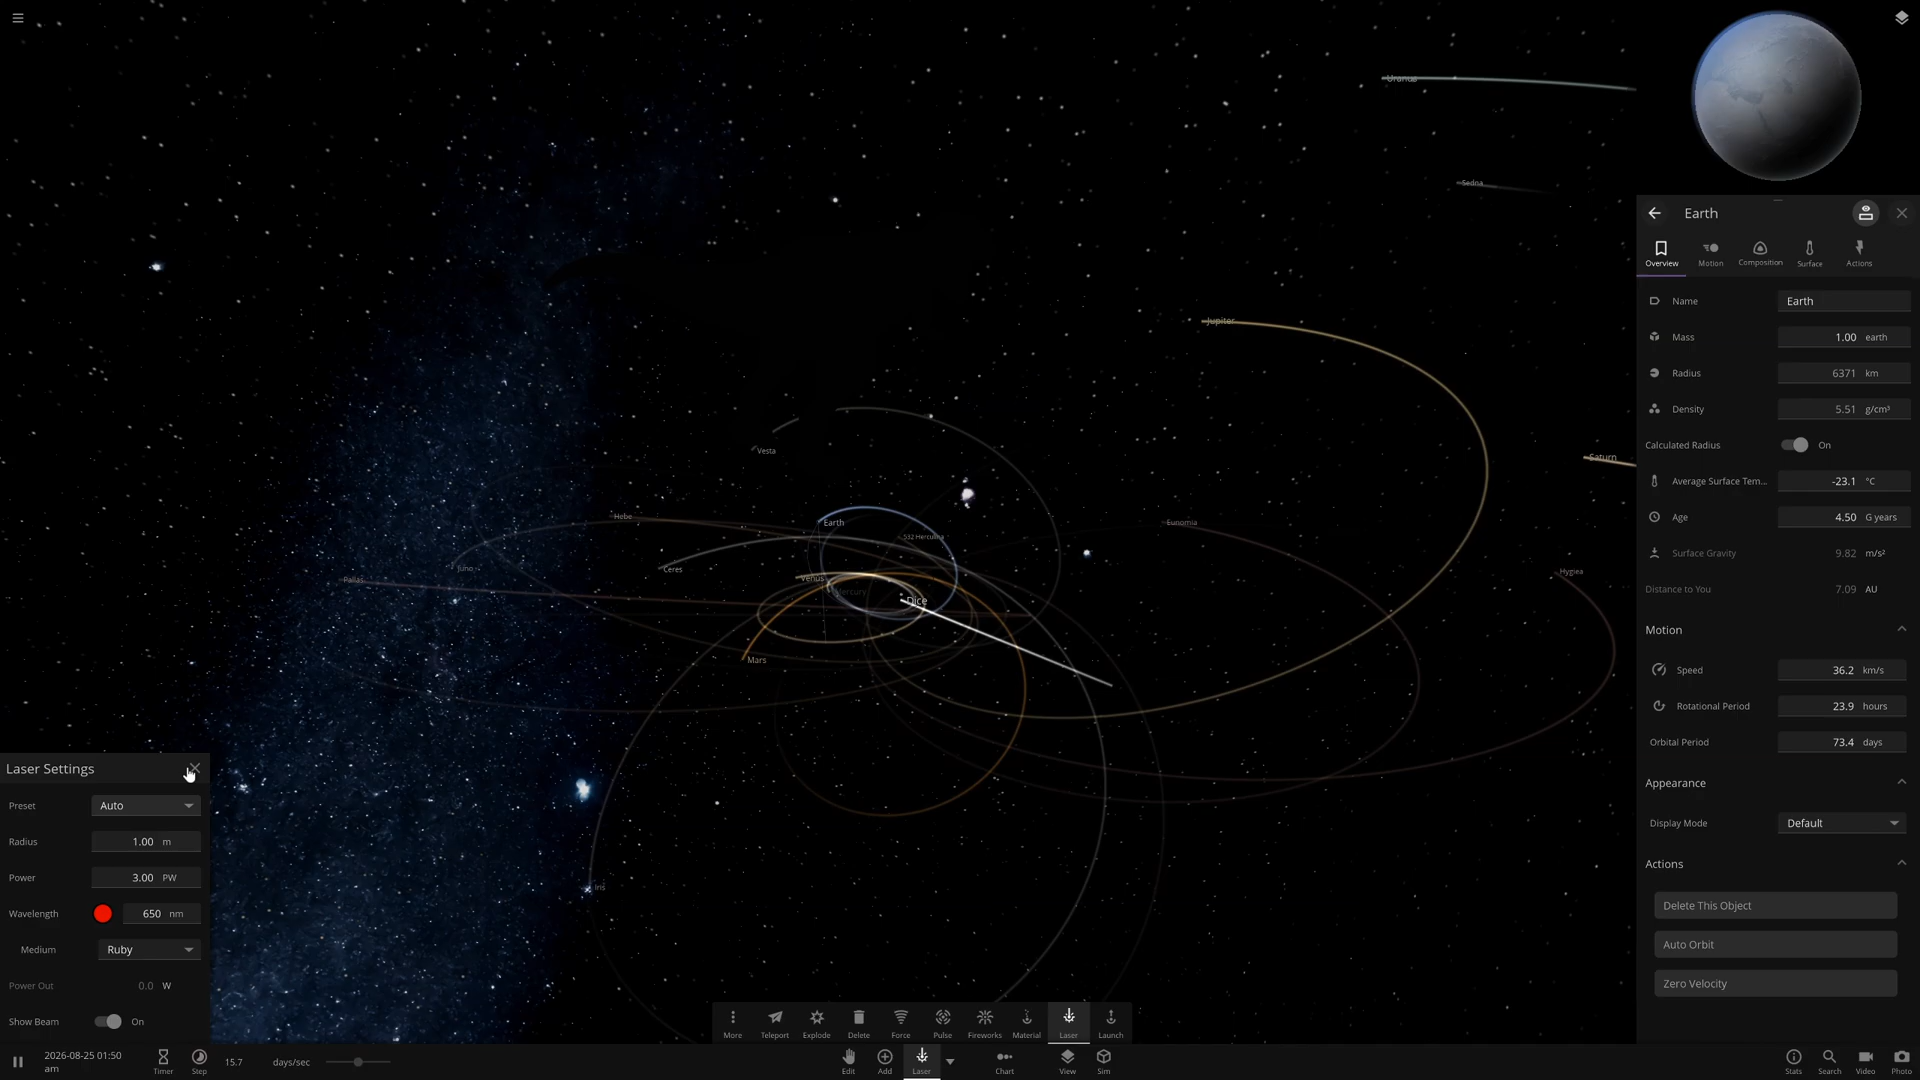 Uranus
Sedna
Jupiter
Saturn
Vesta
Hebe
Earth
532 Herculina
Eunomia
Juno
Ceres
Pallas
Venus
Mercury
Dice
Hygiea
Mars
Iris
Earth
Overview
Motion
Composition
Surface
Actions
Name Earth
Mass 1.00 earth
Radius 6371 km
Density 5.51 g/cm³
Calculated Radius On
Average Surface Tem... -23.1 °C
Age 4.50 G years
Surface Gravity 9.82 m/s²
Distance to You 7.09 AU
Motion
Speed 36.2 km/s
Rotational Period 23.9 hours
Orbital Period 73.4 days
Appearance
Display Mode Default
Actions
Delete This Object
Auto Orbit
Zero Velocity
Laser Settings
Preset Auto
Radius 1.00 m
Power 3.00 PW
Wavelength 650 nm
Medium Ruby
Power Out 0.0 W
Show Beam On
More Teleport Explode Delete Force Pulse Fireworks Material Laser Launch
2026-08-25 01:50
am
Timer
Step
15.7 days/sec
Edit Add Laser Chart View Sim
Stats Search Video Photo